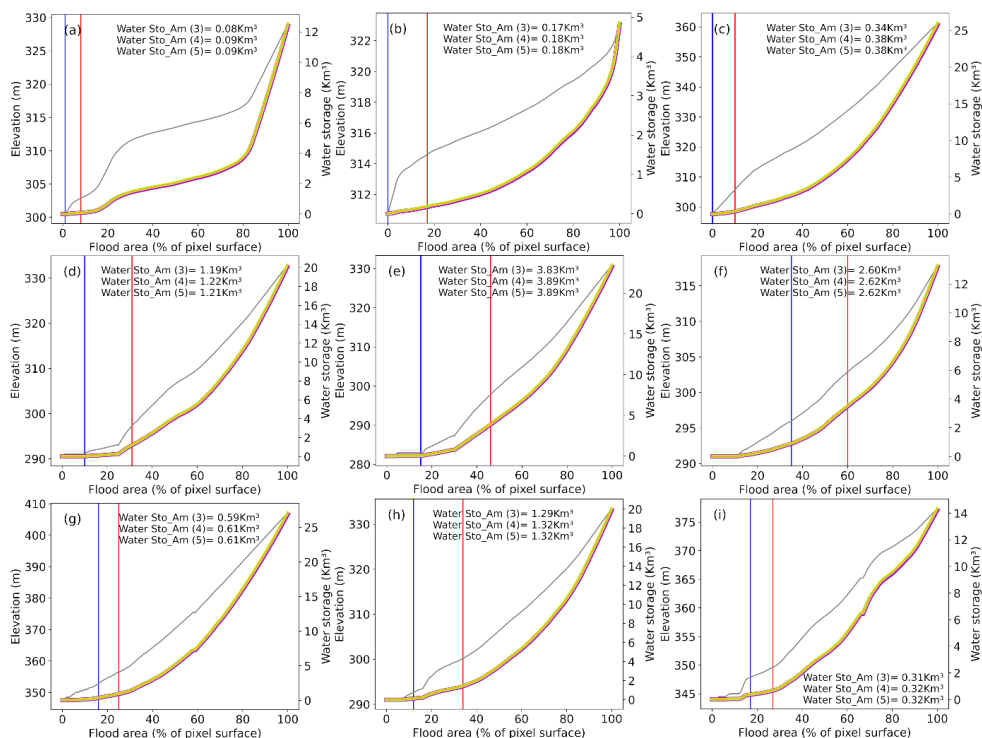 (a)
Water Sto_Am (3)= 0.08Km³
Water Sto_Am (4)= 0.09Km³
Water Sto_Am (5)= 0.09Km³
330
325
320
315
310
305
300
Elevation (m)
12
10
8
6
4
2
0
Water storage (Km³)
0 20 40 60 80 100
Flood area (% of pixel surface)
(b)
Water Sto_Am (3)= 0.17Km³
Water Sto_Am (4)= 0.18Km³
Water Sto_Am (5)= 0.18Km³
322
320
318
316
314
312
Elevation (m)
5
4
3
2
1
0
Water storage (Km³)
0 20 40 60 80 100
Flood area (% of pixel surface)
(c)
Water Sto_Am (3)= 0.34Km³
Water Sto_Am (4)= 0.38Km³
Water Sto_Am (5)= 0.38Km³
360
350
340
330
320
310
300
Elevation (m)
25
20
15
10
5
0
Water storage (Km³)
0 20 40 60 80 100
Flood area (% of pixel surface)
(d)
Water Sto_Am (3)= 1.19Km³
Water Sto_Am (4)= 1.22Km³
Water Sto_Am (5)= 1.21Km³
330
320
310
300
290
Elevation (m)
20
18
16
14
12
10
8
6
4
2
0
Water storage (Km³)
0 20 40 60 80 100
Flood area (% of pixel surface)
(e)
Water Sto_Am (3)= 3.83Km³
Water Sto_Am (4)= 3.89Km³
Water Sto_Am (5)= 3.89Km³
330
320
310
300
290
280
Elevation (m)
20
15
10
5
0
Water storage (Km³)
0 20 40 60 80 100
Flood area (% of pixel surface)
(f)
Water Sto_Am (3)= 2.60Km³
Water Sto_Am (4)= 2.62Km³
Water Sto_Am (5)= 2.62Km³
315
310
305
300
295
290
Elevation (m)
12
10
8
6
4
2
0
Water storage (Km³)
0 20 40 60 80 100
Flood area (% of pixel surface)
(g)
Water Sto_Am (3)= 0.59Km³
Water Sto_Am (4)= 0.61Km³
Water Sto_Am (5)= 0.61Km³
410
400
390
380
370
360
350
Elevation (m)
25
20
15
10
5
0
Water storage (Km³)
0 20 40 60 80 100
Flood area (% of pixel surface)
(h)
Water Sto_Am (3)= 1.29Km³
Water Sto_Am (4)= 1.32Km³
Water Sto_Am (5)= 1.32Km³
330
320
310
300
290
Elevation (m)
20
18
16
14
12
10
8
6
4
2
0
Water storage (Km³)
0 20 40 60 80 100
Flood area (% of pixel surface)
(i)
Water Sto_Am (3)= 0.31Km³
Water Sto_Am (4)= 0.32Km³
Water Sto_Am (5)= 0.32Km³
375
365
355
345
Elevation (m)
14
12
10
8
6
4
2
0
Water storage (Km³)
0 20 40 60 80 100
Flood area (% of pixel surface)